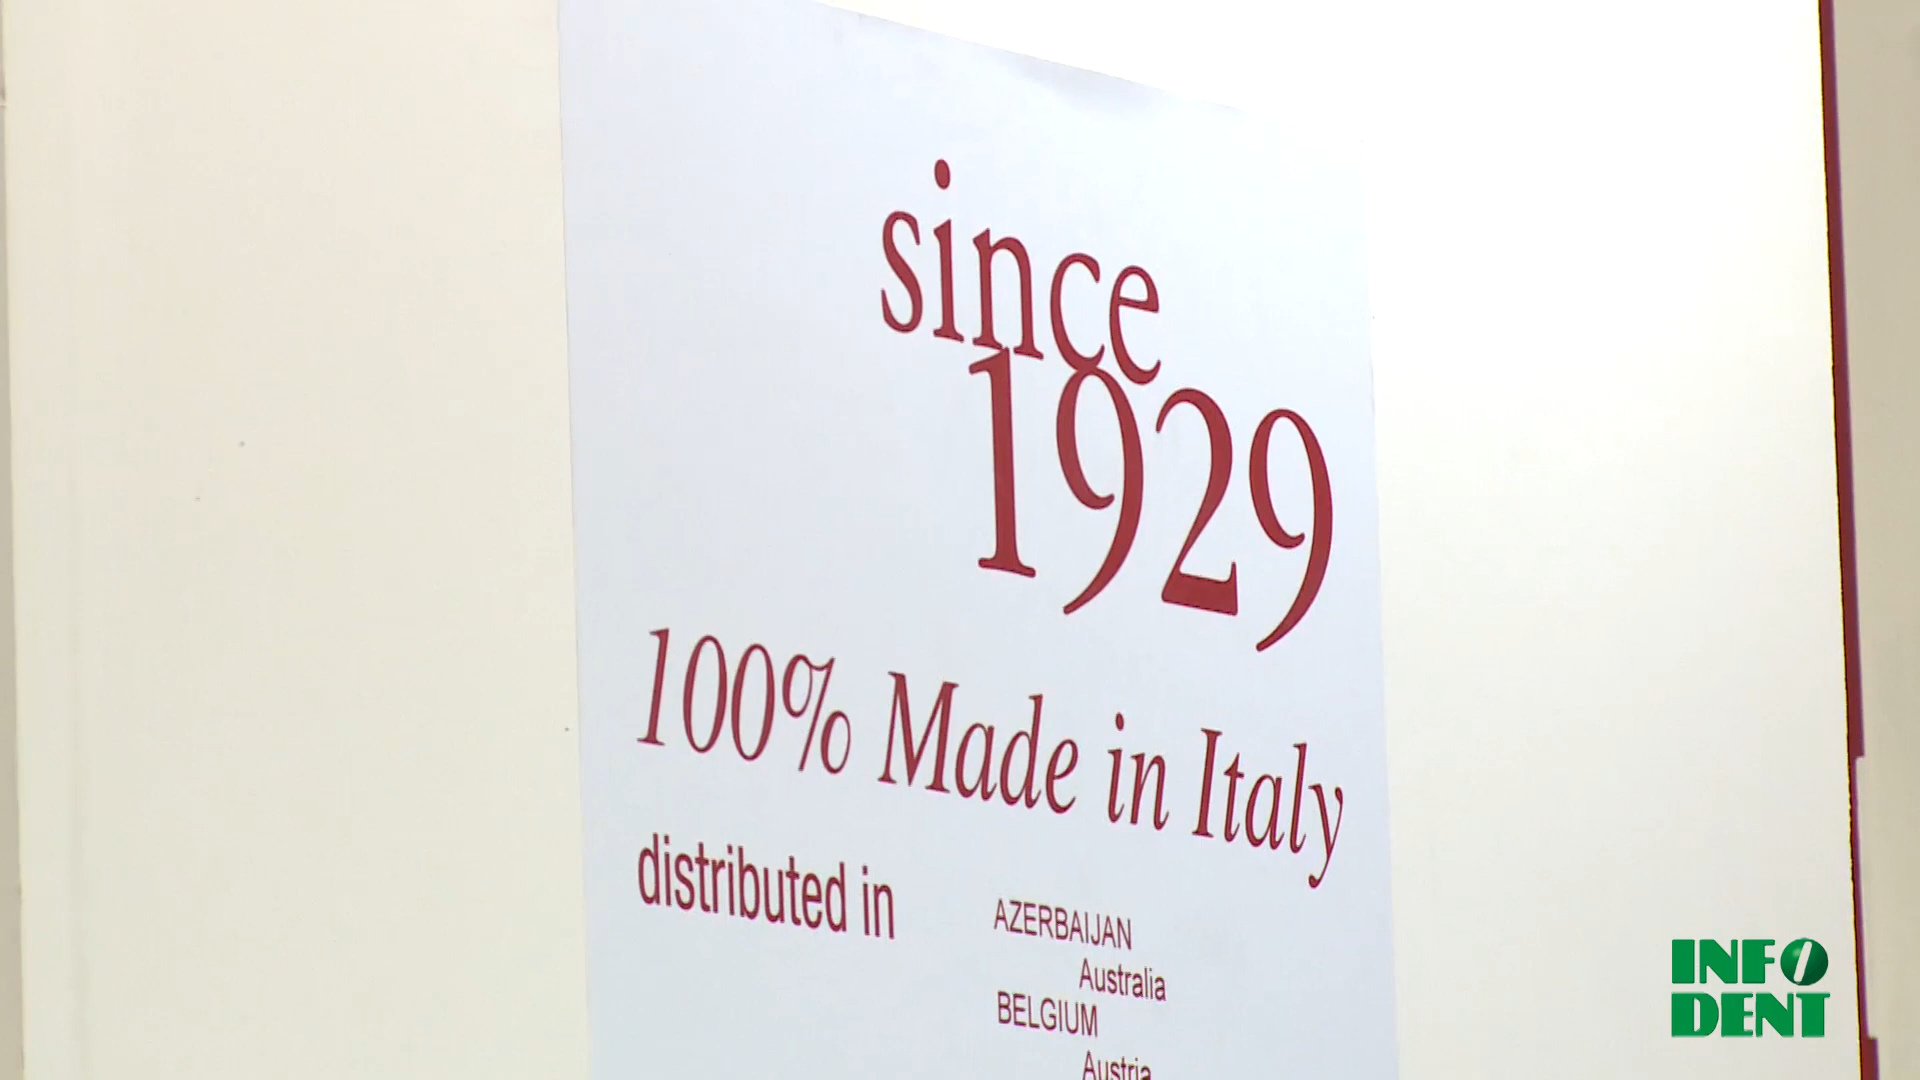 since
1929
100% Made in Italy
distributed in
AZERBAIJAN
Australia
BELGIUM
Austria
INFO
DENT